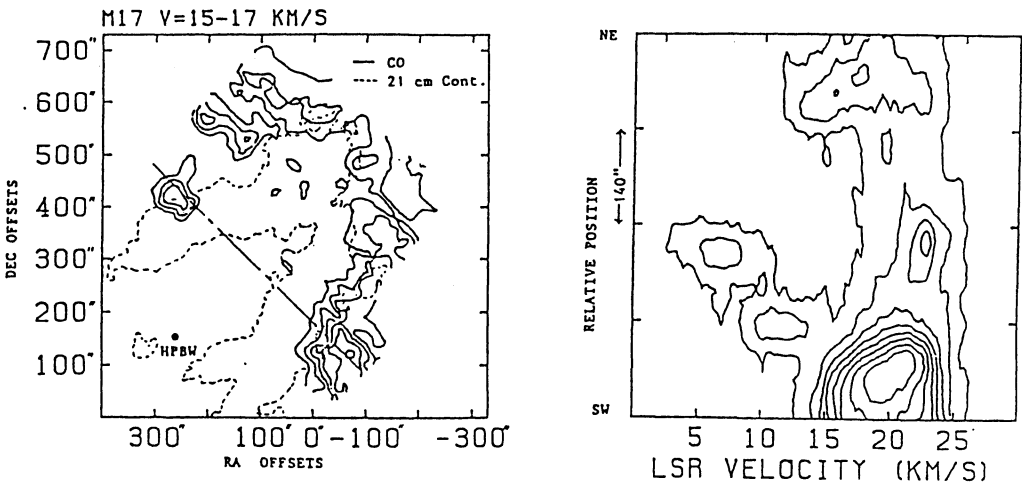 M17 V=15-17 KM/S
CO
21 cm Cont.
700"
600"
500"
400"
300"
200"
100"
DEC OFFSETS
HPBW
300" 100" 0" -100" -300"
RA OFFSETS
NE
RELATIVE POSITION
140"
SW
5 10 15 20 25
LSR VELOCITY (KM/S)